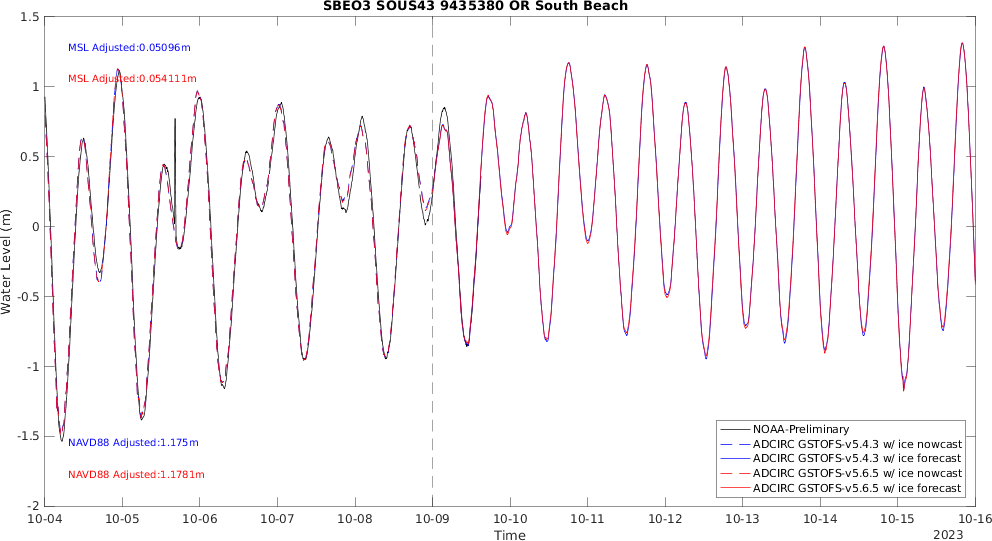 SBEO3 SOUS43 9435380 OR South Beach
1.5
1
0.5
0
-0.5
-1
-1.5
-2
Water Level (m)
MSL Adjusted:0.05096m
MSL Adjusted:0.054111m
NAVD88 Adjusted:1.175m
NAVD88 Adjusted:1.1781m
NOAA-Preliminary
ADCIRC GSTOFS-v5.4.3 w/ ice nowcast
ADCIRC GSTOFS-v5.4.3 w/ ice forecast
ADCIRC GSTOFS-v5.6.5 w/ ice nowcast
ADCIRC GSTOFS-v5.6.5 w/ ice forecast
10-04 10-05 10-06 10-07 10-08 10-09 10-10 10-11 10-12 10-13 10-14 10-15 10-16
Time
2023